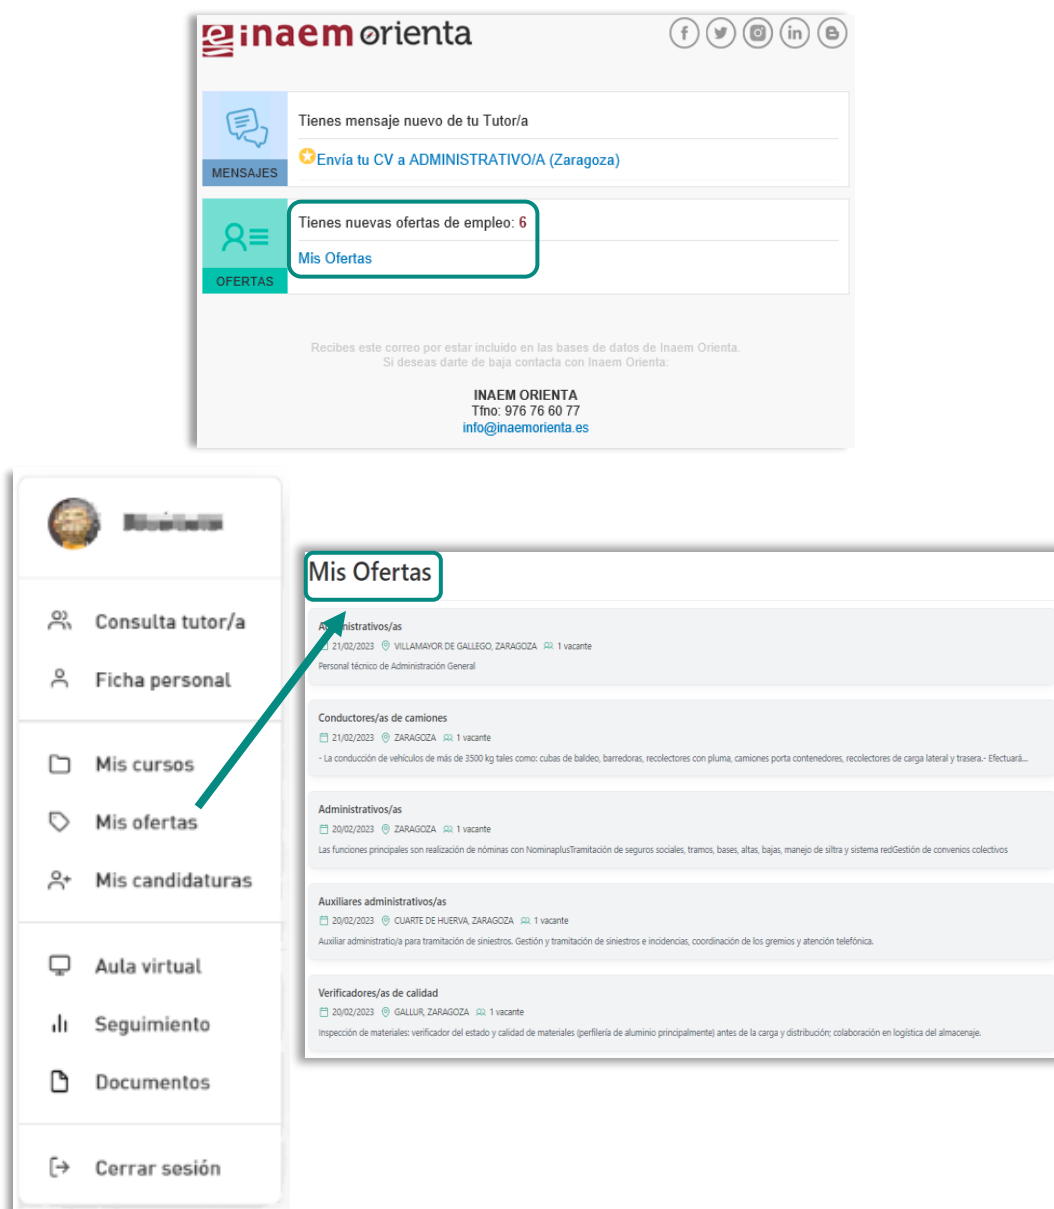 inaem orienta
Tienes mensaje nuevo de tu Tutor/a
Envía tu CV a ADMINISTRATIVO/A (Zaragoza)
MENSAJES
Tienes nuevas ofertas de empleo: 6
Mis Ofertas
OFERTAS
Recibes este correo por estar incluido en las bases de datos de Inaem Orienta.
Si deseas darte de baja contacta con Inaem Orienta:
INAEM ORIENTA
Tfno: 976 76 60 77
info@inaemorienta.es
Consulta tutor/a
Ficha personal
Mis cursos
Mis ofertas
Mis candidaturas
Aula virtual
Seguimiento
Documentos
Cerrar sesión
Mis Ofertas
Administrativos/as
21/02/2023 VILLAMAYOR DE GALLEGO, ZARAGOZA 1 vacante
Personal técnico de Administración General
Conductores/as de camiones
21/02/2023 ZARAGOZA 1 vacante
- La conducción de vehículos de más de 3500 kg tales como: cubas de baldeo, barredoras, recolectores con pluma, camiones porta contenedores, recolectores de carga lateral y trasera.- Efectuará...
Administrativos/as
20/02/2023 ZARAGOZA 1 vacante
Las funciones principales son realización de nóminas con NominaplusTramitación de seguros sociales, tramos, bases, altas, bajas, manejo de siltra y sistema redGestión de convenios colectivos
Auxiliares administrativos/as
20/02/2023 CUARTE DE HUERVA, ZARAGOZA 1 vacante
Auxiliar administratio/a para tramitación de siniestros. Gestión y tramitación de siniestros e incidencias, coordinación de los gremios y atención telefónica.
Verificadores/as de calidad
20/02/2023 GALLUR, ZARAGOZA 1 vacante
Inspección de materiales: verificador del estado y calidad de materiales (perfilería de aluminio principalmente) antes de la carga y distribución; colaboración en logística del almacenaje.